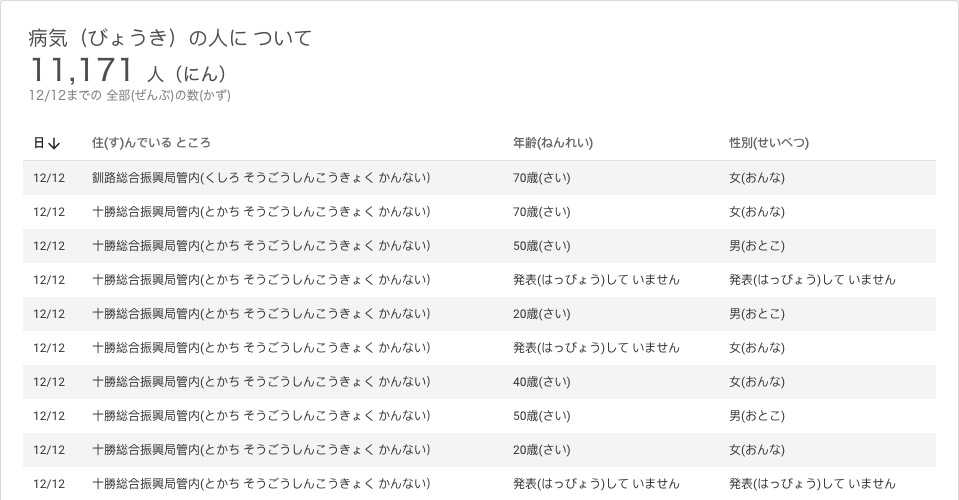 病気（びょうき）の人に ついて
11,171 人（にん）
12/12までの 全部(ぜんぶ)の数(かず)
日↓ 住(す)んでいる ところ 年齢(ねんれい) 性別(せいべつ)
12/12 釧路総合振興局管内(くしろ そうごうしんこうきょく かんない) 70歳(さい) 女(おんな)
12/12 十勝総合振興局管内(とかち そうごうしんこうきょく かんない) 70歳(さい) 女(おんな)
12/12 十勝総合振興局管内(とかち そうごうしんこうきょく かんない) 50歳(さい) 男(おとこ)
12/12 十勝総合振興局管内(とかち そうごうしんこうきょく かんない) 発表(はっぴょう)して いません 発表(はっぴょう)して いません
12/12 十勝総合振興局管内(とかち そうごうしんこうきょく かんない) 20歳(さい) 男(おとこ)
12/12 十勝総合振興局管内(とかち そうごうしんこうきょく かんない) 発表(はっぴょう)して いません 女(おんな)
12/12 十勝総合振興局管内(とかち そうごうしんこうきょく かんない) 40歳(さい) 女(おんな)
12/12 十勝総合振興局管内(とかち そうごうしんこうきょく かんない) 50歳(さい) 男(おとこ)
12/12 十勝総合振興局管内(とかち そうごうしんこうきょく かんない) 20歳(さい) 女(おんな)
12/12 十勝総合振興局管内(とかち そうごうしんこうきょく かんない) 発表(はっぴょう)して いません 発表(はっぴょう)して いません